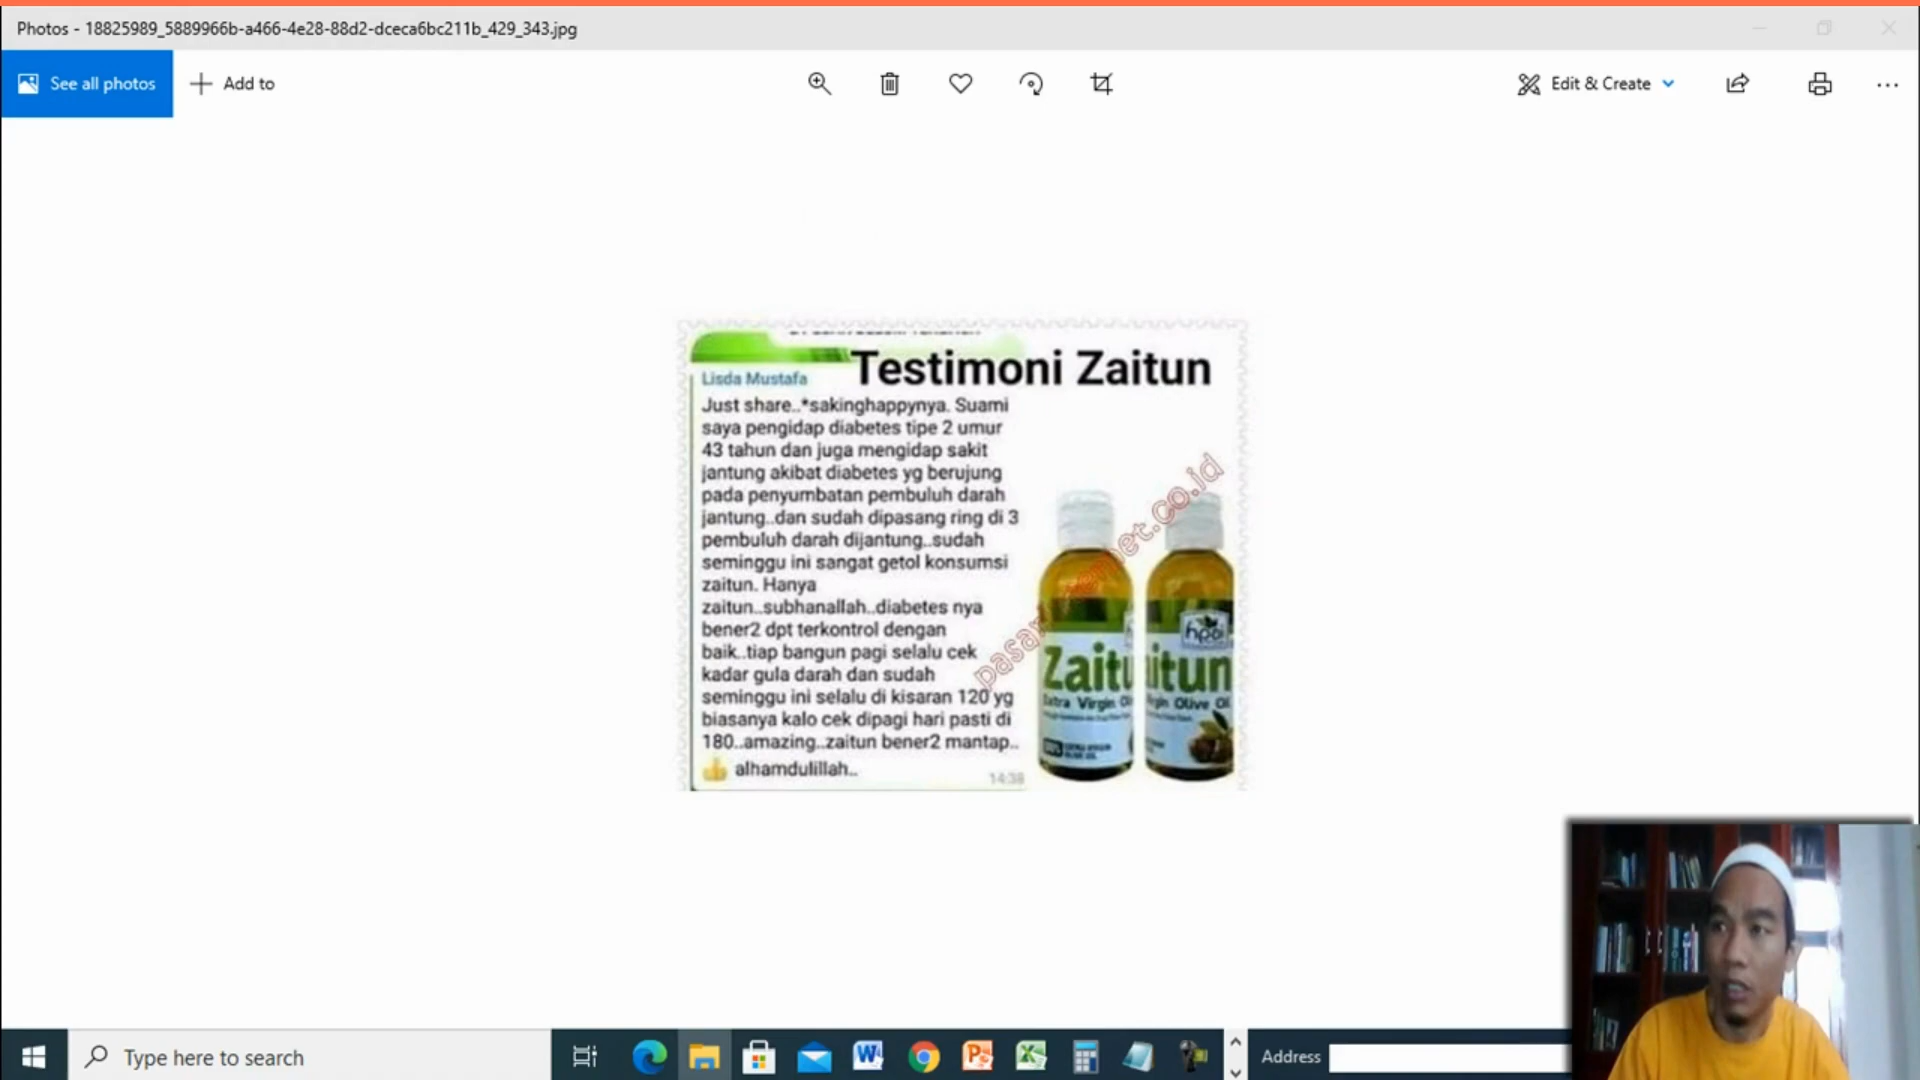 Photos - 18825989_5889966b-a466-4e28-88d2-dceca6bc211b_429_343.jpg
See all photos
Add to
Edit & Create
Testimoni Zaitun
Lisda Mustafa
Just share..*sakinghappynya. Suami
saya pengidap diabetes tipe 2 umur
43 tahun dan juga mengidap sakit
jantung akibat diabetes yg berujung
pada penyumbatan pembuluh darah
jantung..dan sudah dipasang ring di 3
pembuluh darah dijantung..sudah
seminggu ini sangat getol konsumsi
zaitun. Hanya
zaitun..subhanallah..diabetes nya
bener2 dpt terkontrol dengan
baik..tiap bangun pagi selalu cek
kadar gula darah dan sudah
seminggu ini selalu di kisaran 120 yg
biasanya kalo cek dipagi hari pasti di
180..amazing..zaitun bener2 mantap..
alhamdulillah..
14:38
hpai
Zaitu
itun
Extra Virgin
Virgin Olive Oil
Type here to search
Address